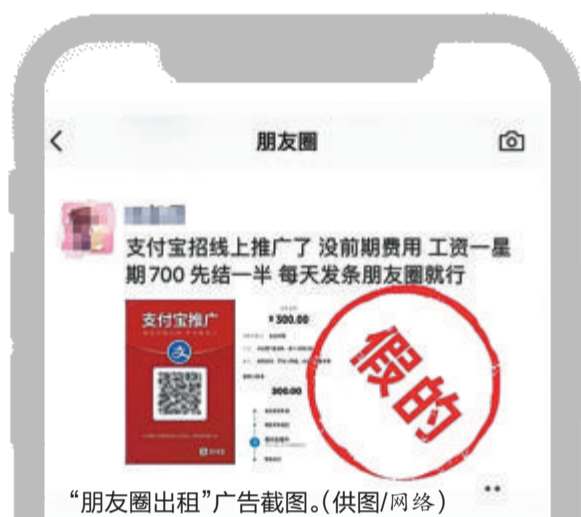 朋友圈
支付宝招线上推广了 没前期费用 工资一星
期700 先结一半 每天发条朋友圈就行
支付宝推广
支
¥300.00
300.00
假的
“朋友圈出租”广告截图。(供图/网络)